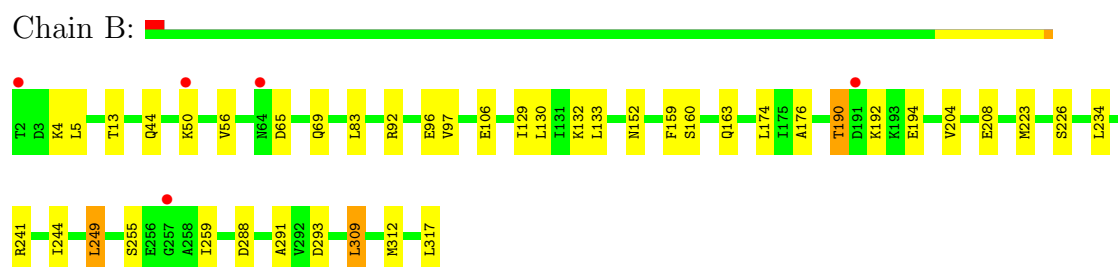 Chain B:
T2 D3 K4 L5 T13 Q44 K50 V56 N64 D65 Q69 L83 R92 E96 V97 E106 I129 L130 I131 K132 L133 N152 F159 S160 Q163 L174 I175 A176 T190 D191 K192 K193 E194 V204 E208 M223 S226 L234
R241 I244 L249 S255 E256 G257 A258 I259 D288 A291 V292 D293 L309 M312 L317